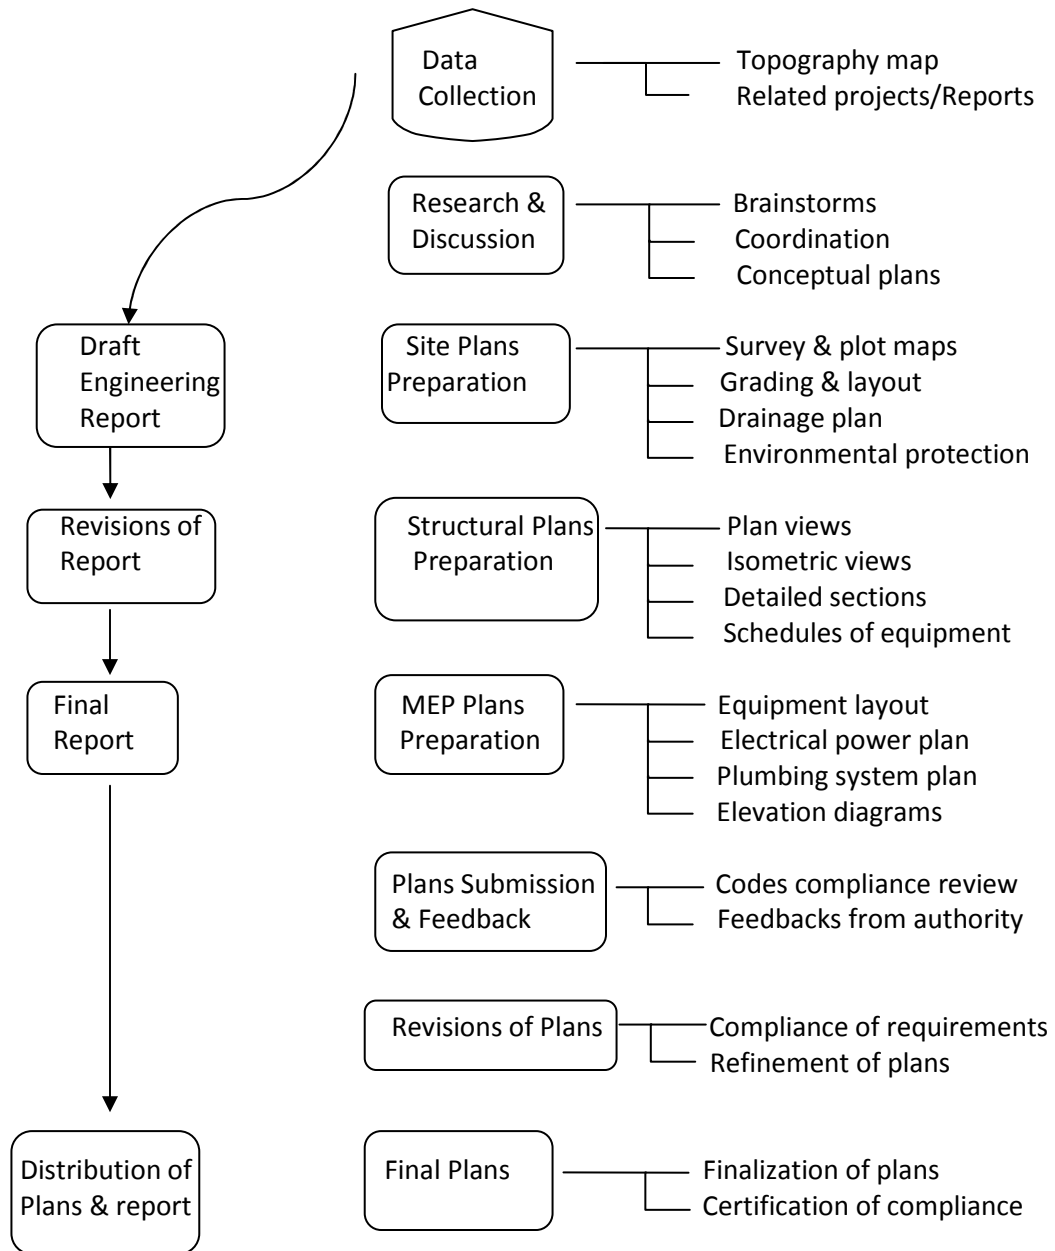 Data
Collection
Topography map
Related projects/Reports
Research &
Discussion
Brainstorms
Coordination
Conceptual plans
Draft
Engineering
Report
Site Plans
Preparation
Survey & plot maps
Grading & layout
Drainage plan
Environmental protection
Revisions of
Report
Structural Plans
Preparation
Plan views
Isometric views
Detailed sections
Schedules of equipment
Final
Report
MEP Plans
Preparation
Equipment layout
Electrical power plan
Plumbing system plan
Elevation diagrams
Plans Submission
& Feedback
Codes compliance review
Feedbacks from authority
Revisions of Plans
Compliance of requirements
Refinement of plans
Distribution of
Plans & report
Final Plans
Finalization of plans
Certification of compliance